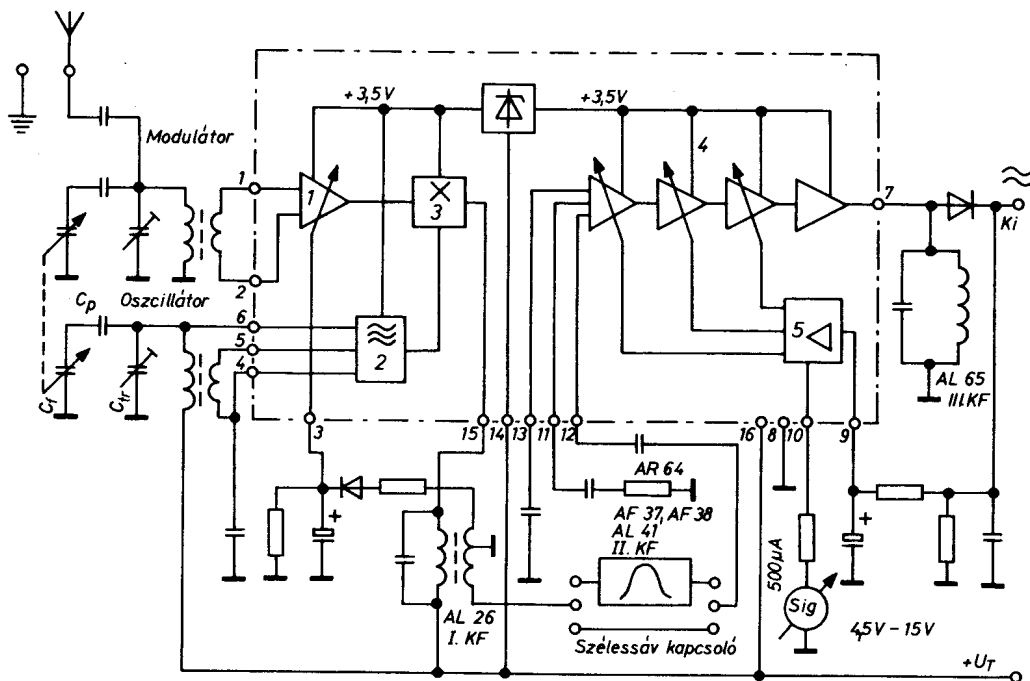 +3,5V
+3,5V
Modulátor
1
1
3
4
7
Ki
2
Cp
Oszcillátor
6
5
4
2
5
Cf
Ctr
AL 65
III.KF
3
15
14
13
11
12
16
8
10
9
AR 64
AF 37, AF 38
AL 41
II. KF
500µA
Sig
4,5V - 15V
AL 26
I. KF
Szélessáv kapcsoló
+UT